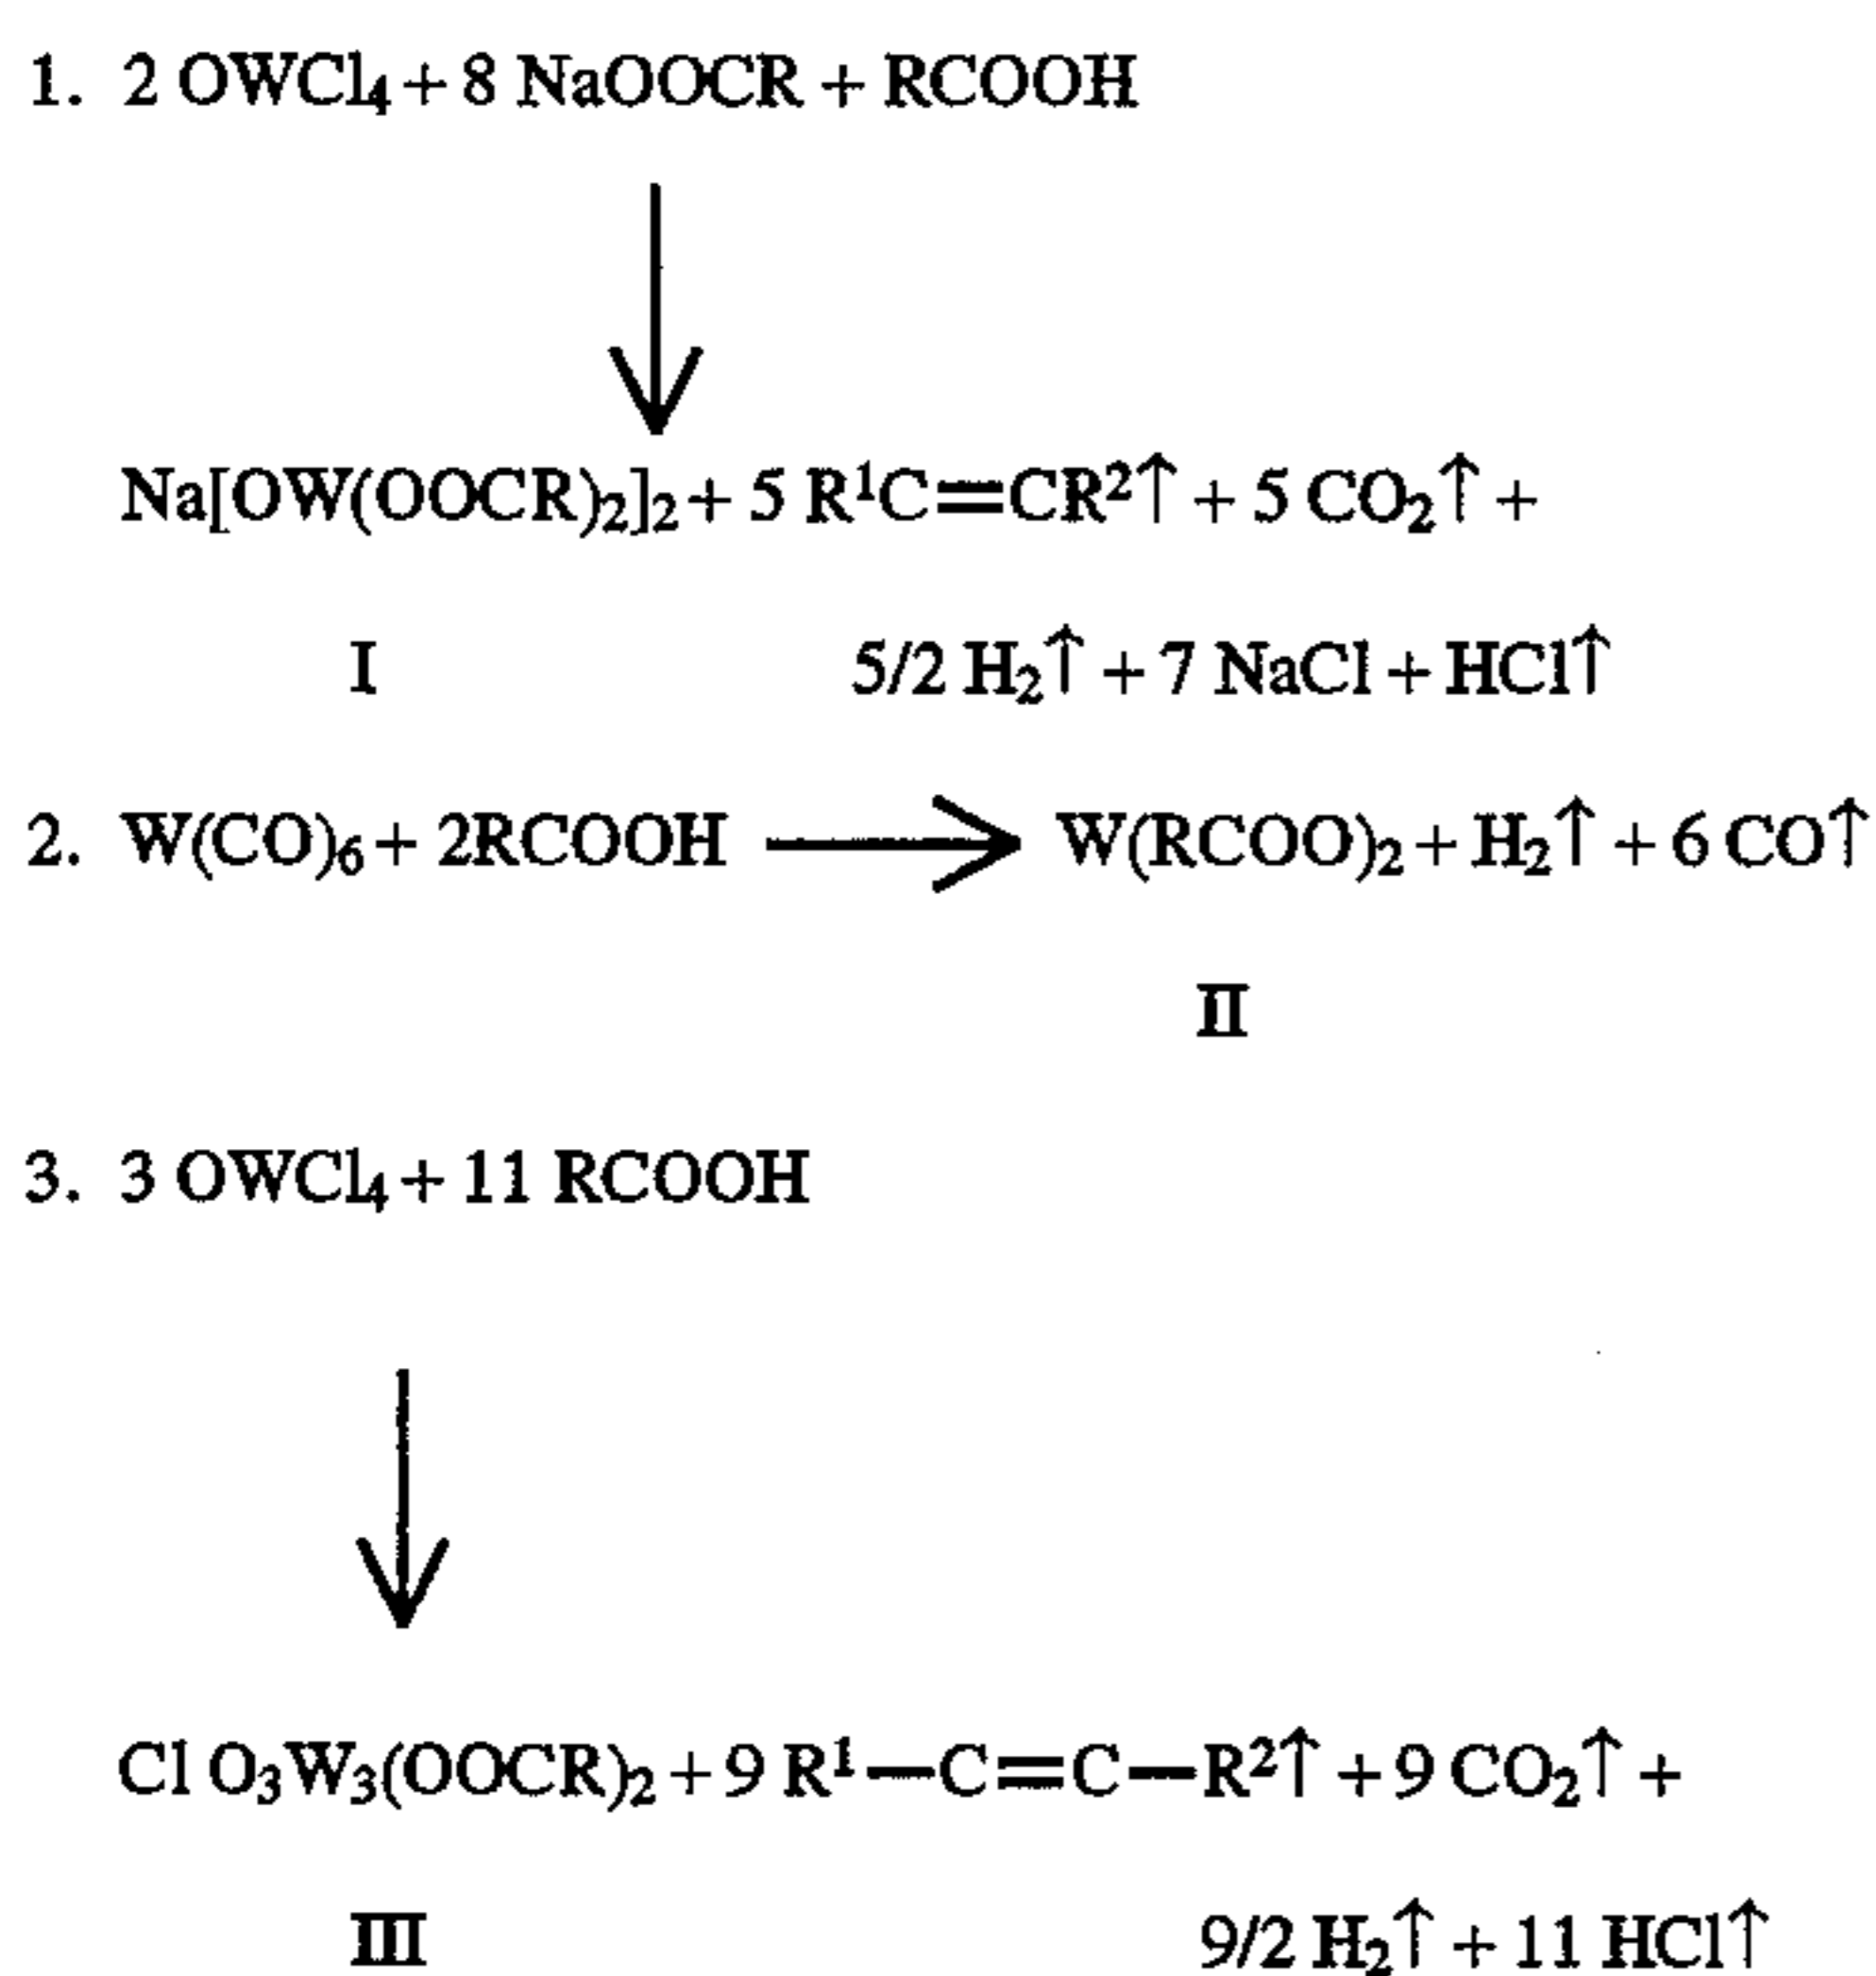 1. 2 OWCl₄ + 8 NaOOCR + RCOOH
Na[OW(OOCR)₂]₂ + 5 R¹C=CR²↑ + 5 CO₂↑ +
I 5/2 H₂↑ + 7 NaCl + HCl↑
2. W(CO)₆ + 2RCOOH ⟶ W(RCOO)₂ + H₂↑ + 6 CO↑
II
3. 3 OWCl₄ + 11 RCOOH
Cl O₃W₃(OOCR)₂ + 9 R¹—C=C—R²↑ + 9 CO₂↑ +
III 9/2 H₂↑ + 11 HCl↑